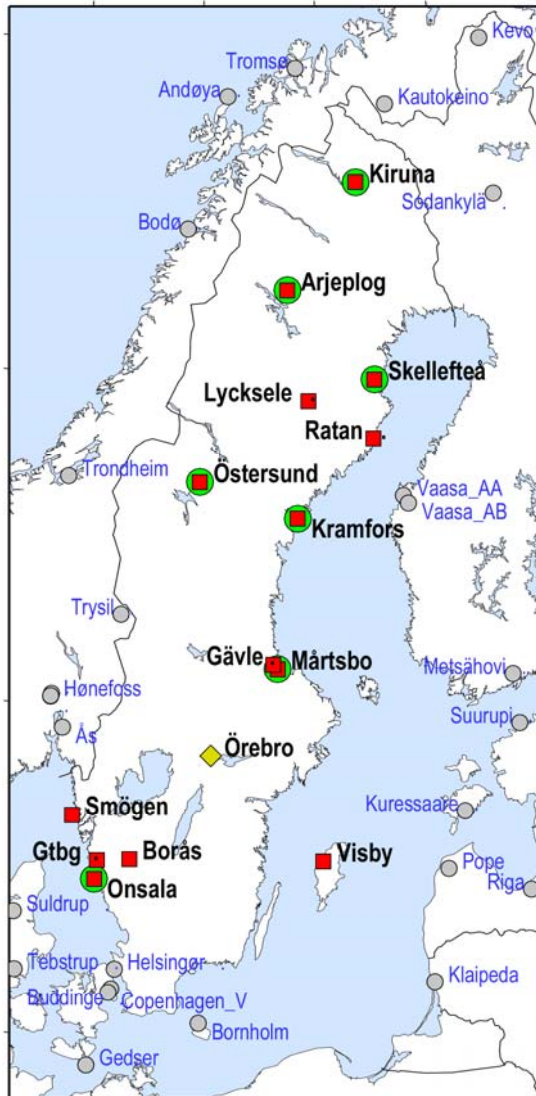 Kevo
Tromsø
Andøya
Kautokeino
Kiruna
Sodankylä
Bodø
Arjeplog
Skellefteå
Lycksele
Ratan
Östersund
Trondheim
Vaasa_AA
Vaasa_AB
Kramfors
Trysil
Gävle
Mårtsbo
Metsähovi
Hønefoss
Suurupi
Ås
Örebro
Smögen
Kuressaare
Gtbg
Borås
Visby
Pope
Onsala
Riga
Suldrup
Tebstrup
Helsingør
Klaipeda
Buddinge
Copenhagen_V
Bornholm
Gedser